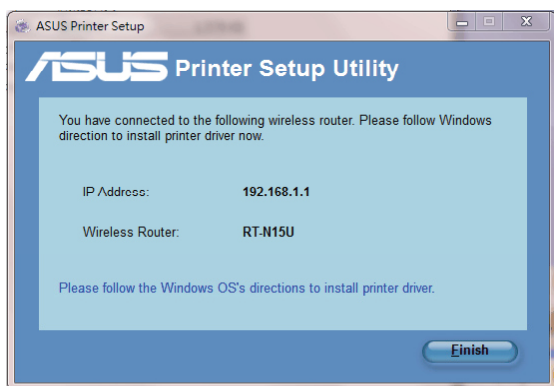 ASUS Printer Setup
ASUS Printer Setup Utility
You have connected to the following wireless router. Please follow Windows
direction to install printer driver now.
IP Address: 192.168.1.1
Wireless Router: RT-N15U
Please follow the Windows OS's directions to install printer driver.
Finish